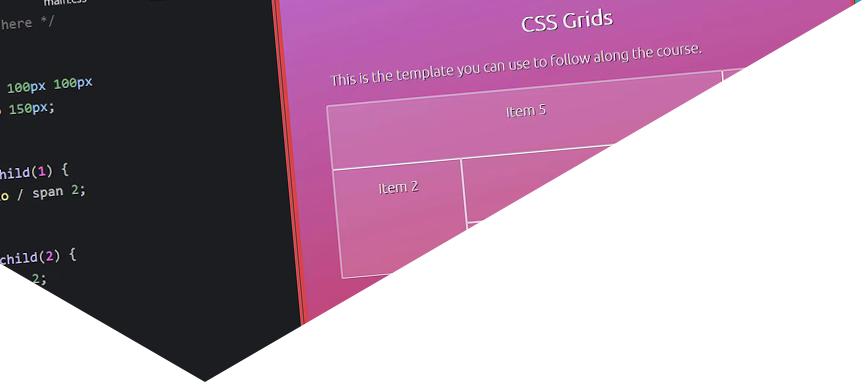 main.css
here */
100px 100px
150px;
hild(1) {
o / span 2;
child(2) {
2;
CSS Grids
This is the template you can use to follow along the course.
Item 5
Item 2